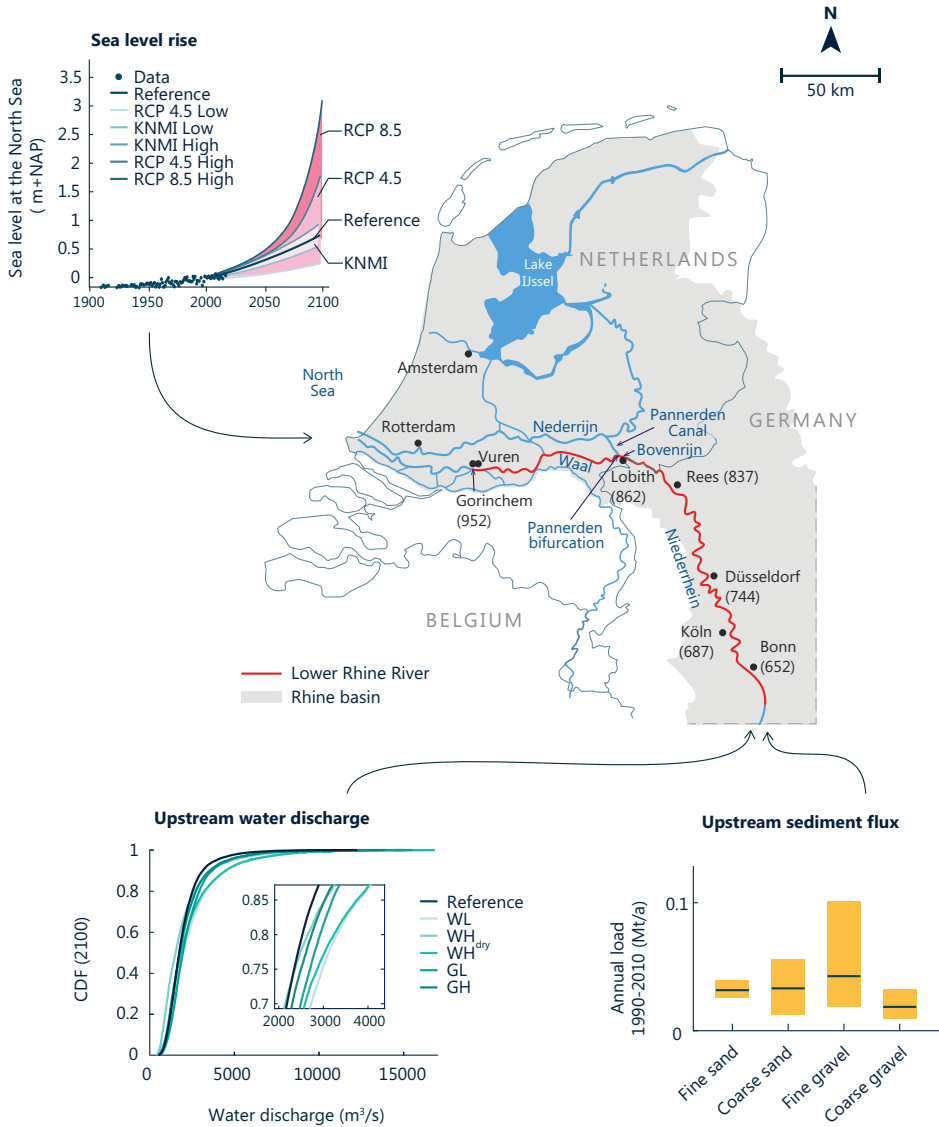 N
50 km
Sea level rise
Sea level at the North Sea
( m+NAP)
3.5
3
2.5
2
1.5
1
0.5
0
1900
1950
2000
2050
2100
Data
Reference
RCP 4.5 Low
KNMI Low
KNMI High
RCP 4.5 High
RCP 8.5 High
RCP 8.5
RCP 4.5
Reference
KNMI
North
Sea
Lake
IJssel
NETHERLANDS
GERMANY
BELGIUM
Amsterdam
Rotterdam
Nederrijn
Pannerden
Canal
Bovenrijn
Vuren
Waal
Lobith
(862)
Rees (837)
Gorinchem
(952)
Pannerden
bifurcation
Niederrhein
Düsseldorf
(744)
Köln
(687)
Bonn
(652)
Lower Rhine River
Rhine basin
Upstream water discharge
CDF (2100)
1
0.8
0.6
0.4
0.2
0
0
5000
10000
15000
Water discharge (m³/s)
0.85
0.8
0.75
0.7
2000
3000
4000
Reference
WL
WH
WH^dry
GL
GH
Upstream sediment flux
Annual load
1990-2010 (Mt/a)
0.1
0
Fine sand
Coarse sand
Fine gravel
Coarse gravel